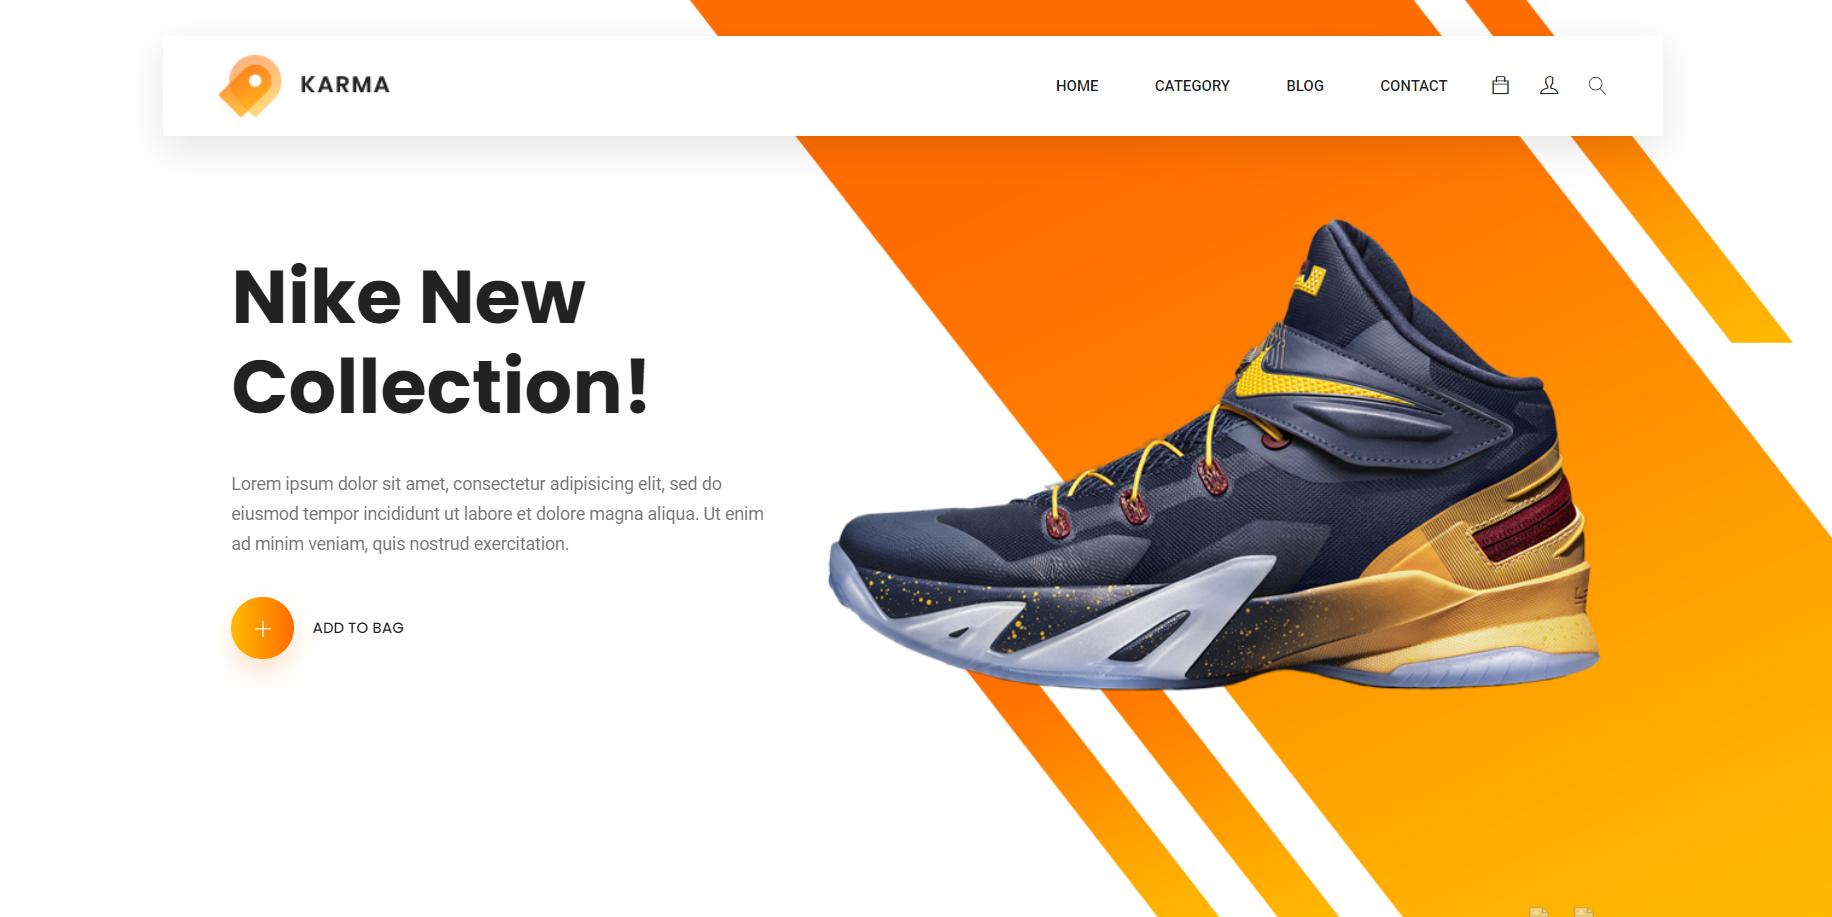 KARMA
HOME CATEGORY BLOG CONTACT
Nike New
Collection!
Lorem ipsum dolor sit amet, consectetur adipisicing elit, sed do
eiusmod tempor incididunt ut labore et dolore magna aliqua. Ut enim
ad minim veniam, quis nostrud exercitation.
ADD TO BAG